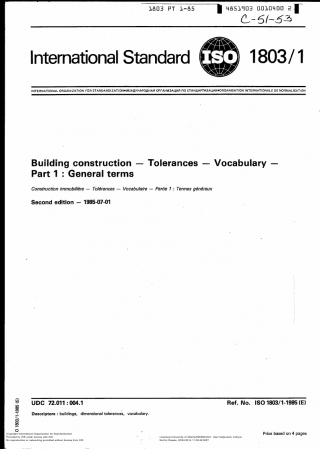 1803 PT 1-85
4851903 0010400 2
C-51-53
International Standard
ISO
1803/1
INTERNATIONAL ORGANIZATION FOR STANDARDIZATION•МЕЖДУНАРОДНАЯ ОРГАНИЗАЦИЯ ПО СТАНДАРТИЗАЦИИ•ORGANISATION INTERNATIONALE DE NORMALISATION
Building construction — Tolerances — Vocabulary —
Part 1 : General terms
Construction immobilière — Tolérances — Vocabulaire — Partie 1 : Termes généraux
Second edition — 1985-07-01
UDC 72.011 : 004.1
Ref. No. ISO 1803/1-1985 (E)
Descriptors : buildings, dimensional tolerances, vocabulary.
O 1803/1-1985 (E)
Price based on 4 pages